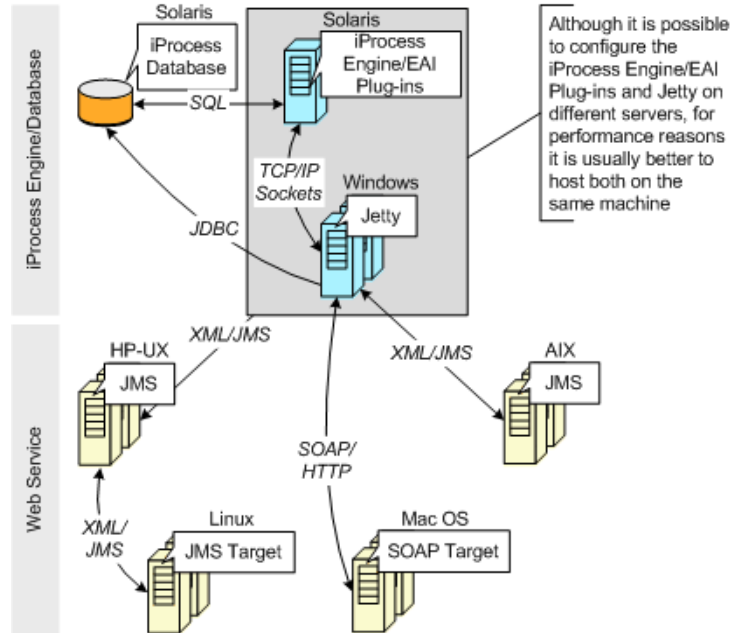 Solaris
iProcess
Database
Solaris
iProcess
Engine/EAI
Plug-ins
Although it is possible
to configure the
iProcess Engine/EAI
Plug-ins and Jetty on
different servers, for
performance reasons
it is usually better to
host both on the
same machine
SQL
TCP/IP
Sockets
Windows
Jetty
JDBC
iProcess Engine/Database
XML/JMS
XML/JMS
HP-UX
JMS
AIX
JMS
SOAP/
HTTP
XML/
JMS
Linux
JMS Target
Mac OS
SOAP Target
Web Service